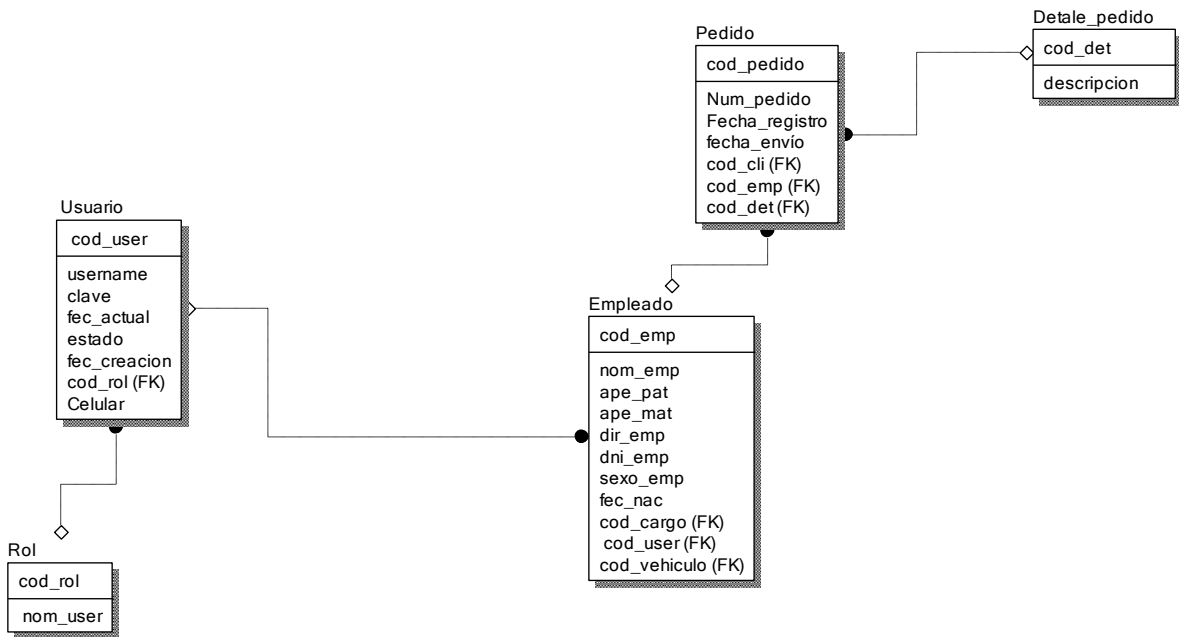 Detale_pedido
cod_det
descripcion
Pedido
cod_pedido
Num_pedido
Fecha_registro
fecha_envío
cod_cli (FK)
cod_emp (FK)
cod_det (FK)
Usuario
cod_user
username
clave
fec_actual
estado
fec_creacion
cod_rol (FK)
Celular
Empleado
cod_emp
nom_emp
ape_pat
ape_mat
dir_emp
dni_emp
sexo_emp
fec_nac
cod_cargo (FK)
cod_user (FK)
cod_vehiculo (FK)
Rol
cod_rol
nom_user